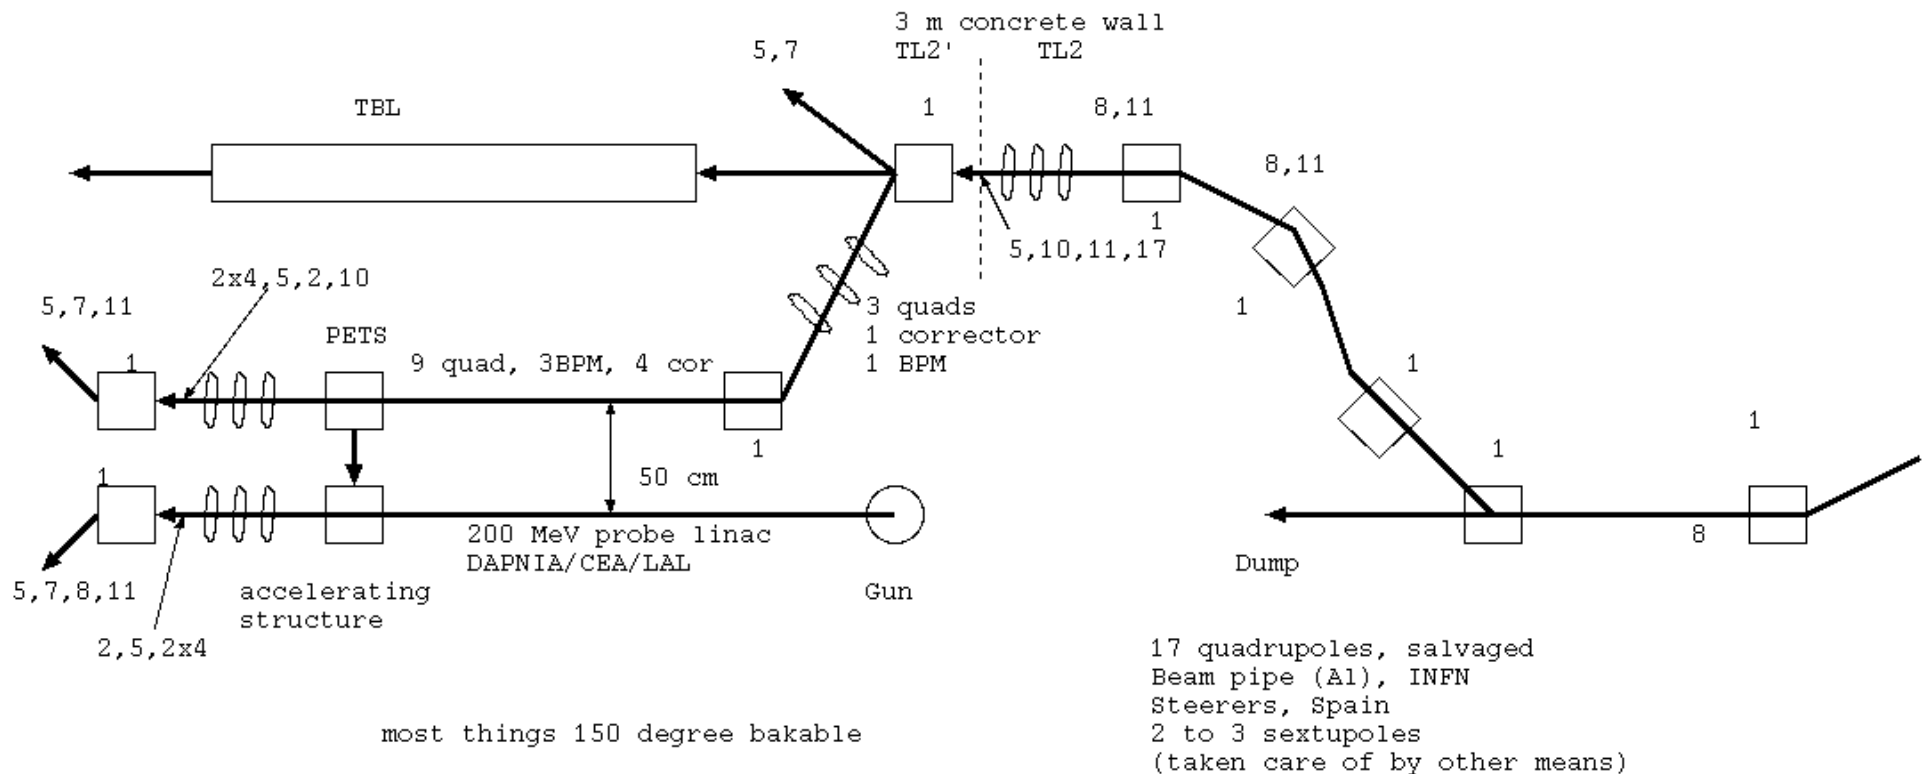 3 m concrete wall
5,7
TL2'
TL2
TBL
1
8,11
8,11
1
5,10,11,17
2x4,5,2,10
5,7,11
1
3 quads
PETS
1 corrector
1
9 quad, 3BPM, 4 cor
1 BPM
1
1
1
1
1
50 cm
200 MeV probe linac
8
DAPNIA/CEA/LAL
Dump
5,7,8,11
accelerating
Gun
structure
2,5,2x4
17 quadrupoles, salvaged
Beam pipe (Al), INFN
Steerers, Spain
most things 150 degree bakable
2 to 3 sextupoles
(taken care of by other means)